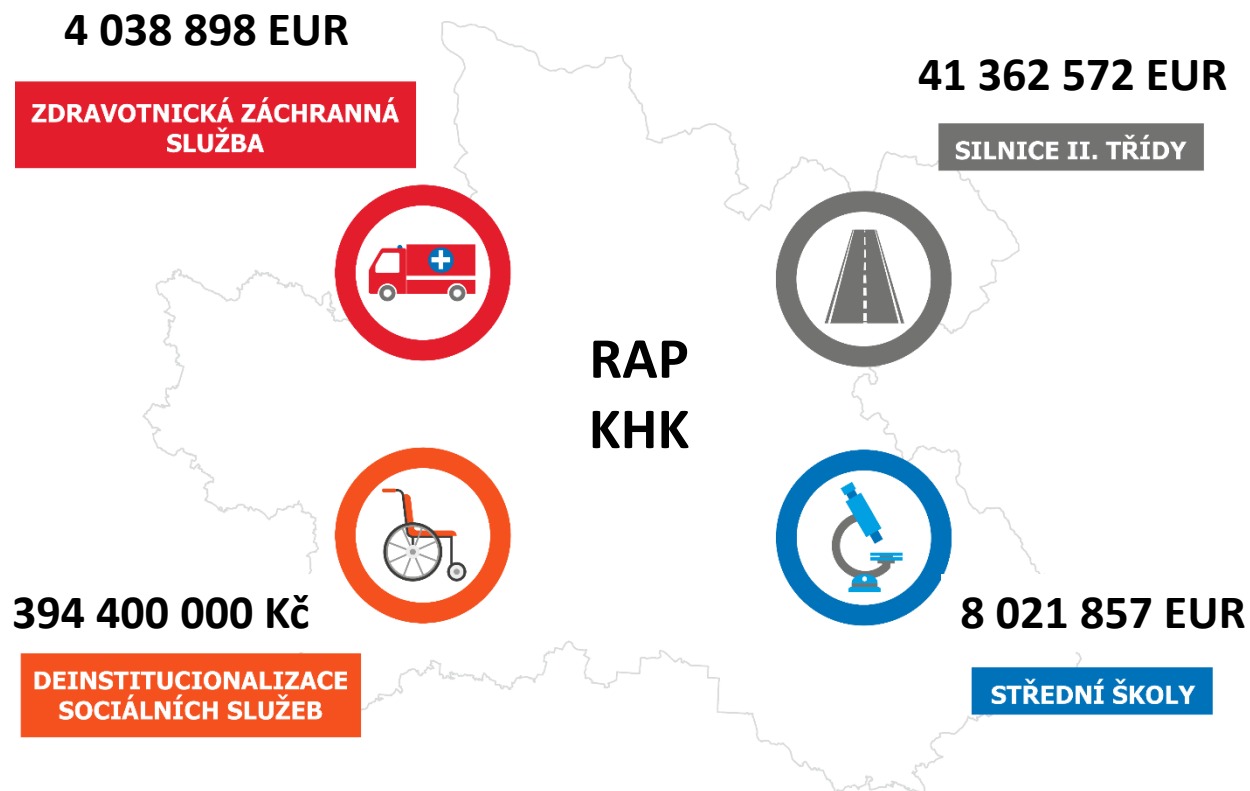 4 038 898 EUR
ZDRAVOTNICKÁ ZÁCHRANNÁ
SLUŽBA
41 362 572 EUR
SILNICE II. TŘÍDY
RAP
KHK
394 400 000 Kč
DEINSTITUCIONALIZACE
SOCIÁLNÍCH SLUŽEB
8 021 857 EUR
STŘEDNÍ ŠKOLY